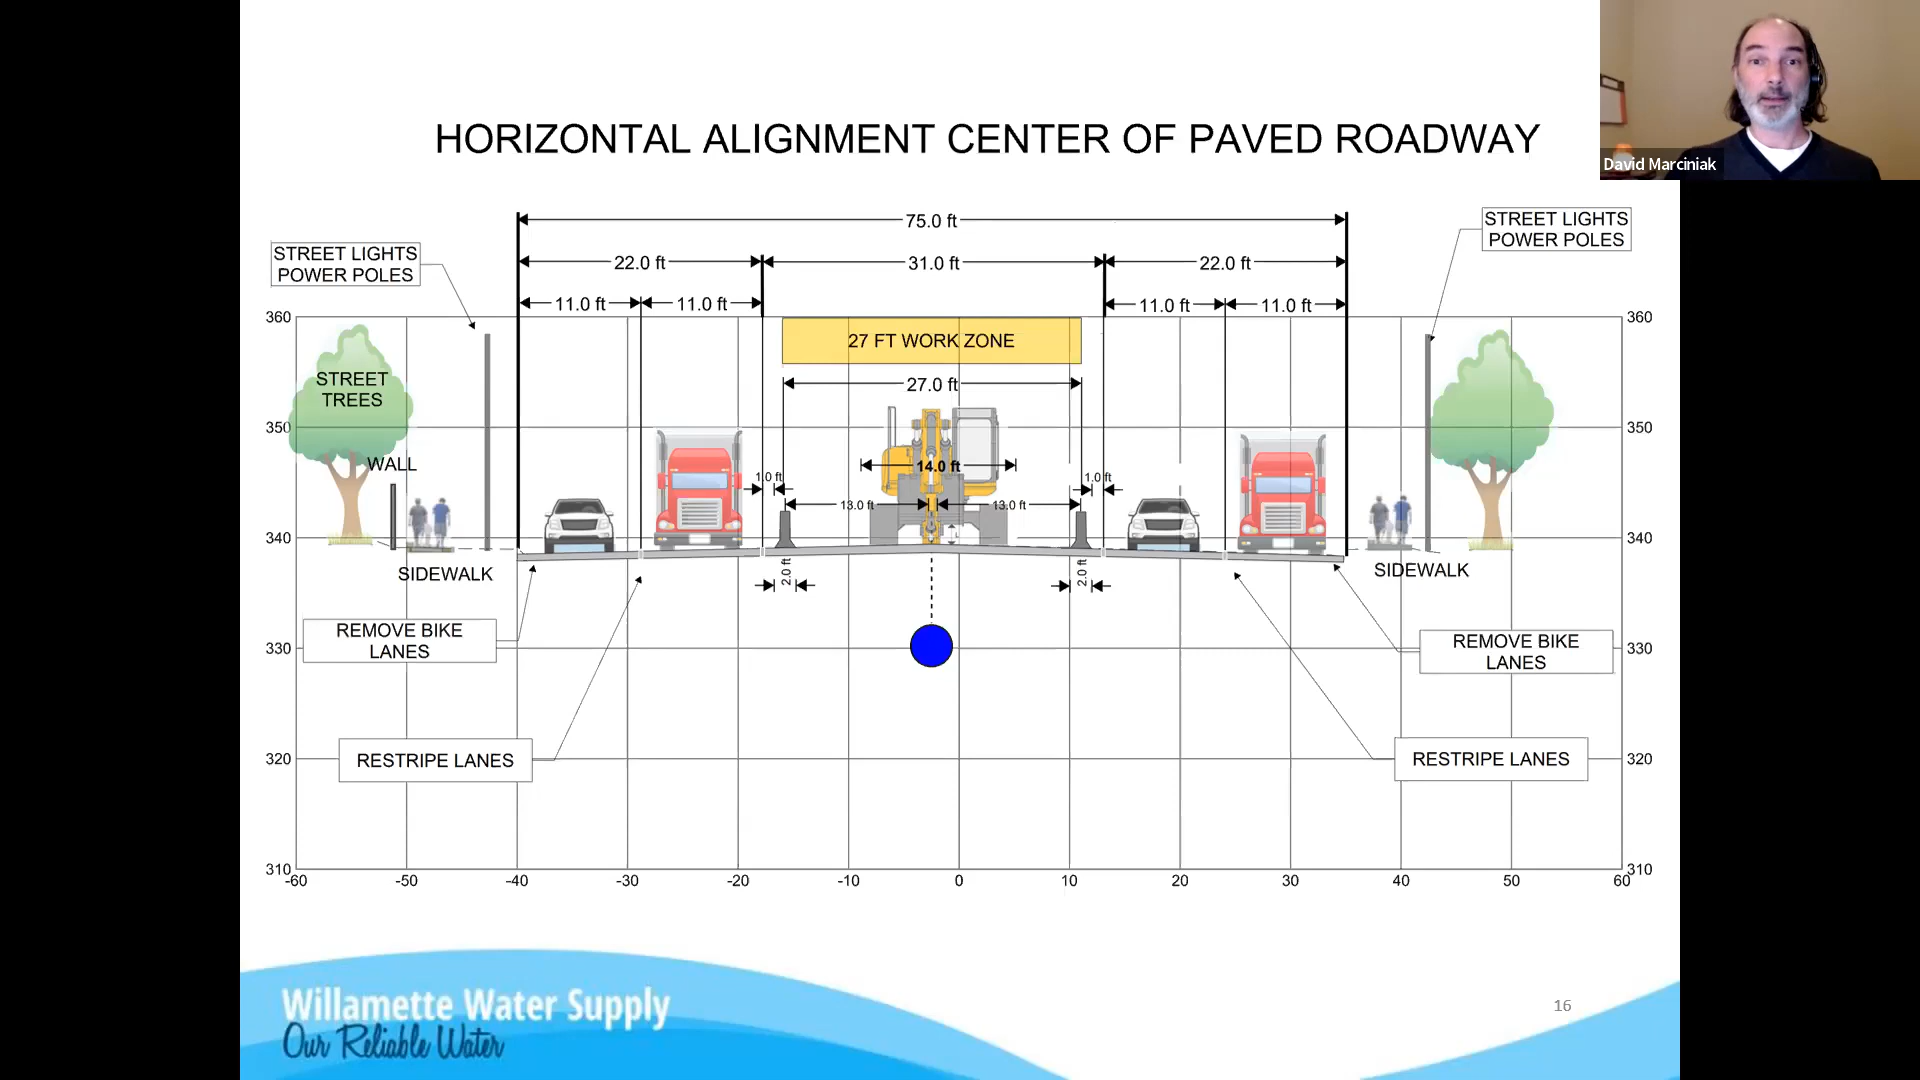 David Marciniak
HORIZONTAL ALIGNMENT CENTER OF PAVED ROADWAY
STREET LIGHTS
POWER POLES
STREET LIGHTS
POWER POLES
75.0 ft
22.0 ft
31.0 ft
22.0 ft
11.0 ft
11.0 ft
11.0 ft
11.0 ft
360
360
27 FT WORK ZONE
27.0 ft
STREET
TREES
350
350
WALL
14.0 ft
1.0 ft
1.0 ft
13.0 ft
13.0 ft
340
340
SIDEWALK
2.0 ft
2.0 ft
SIDEWALK
REMOVE BIKE
LANES
REMOVE BIKE
LANES
330
330
RESTRIPE LANES
RESTRIPE LANES
320
320
310
310
-60
-50
-40
-30
-20
-10
0
10
20
30
40
50
60
Willamette Water Supply
Our Reliable Water
16